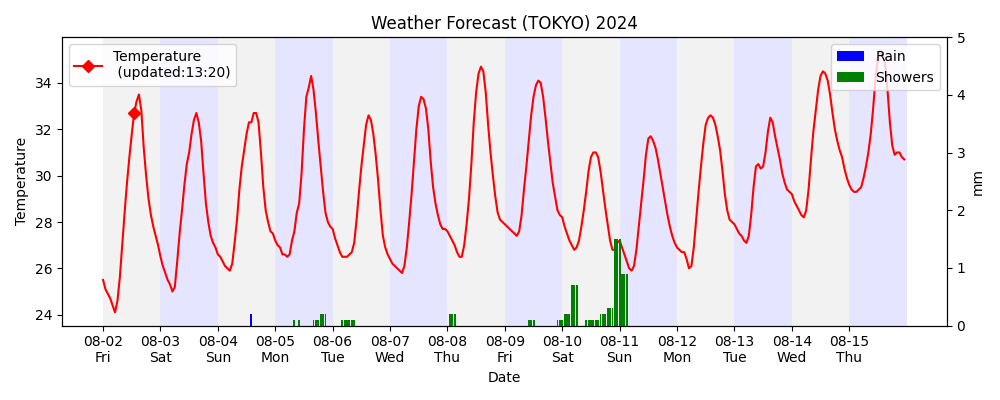 Weather Forecast (TOKYO) 2024
Temperature
(updated:13:20)
Rain
Showers
Temperature
34
32
30
28
26
24
5
4
3
2
1
0
mm
08-02 08-03 08-04 08-05 08-06 08-07 08-08 08-09 08-10 08-11 08-12 08-13 08-14 08-15
Fri Sat Sun Mon Tue Wed Thu Fri Sat Sun Mon Tue Wed Thu
Date